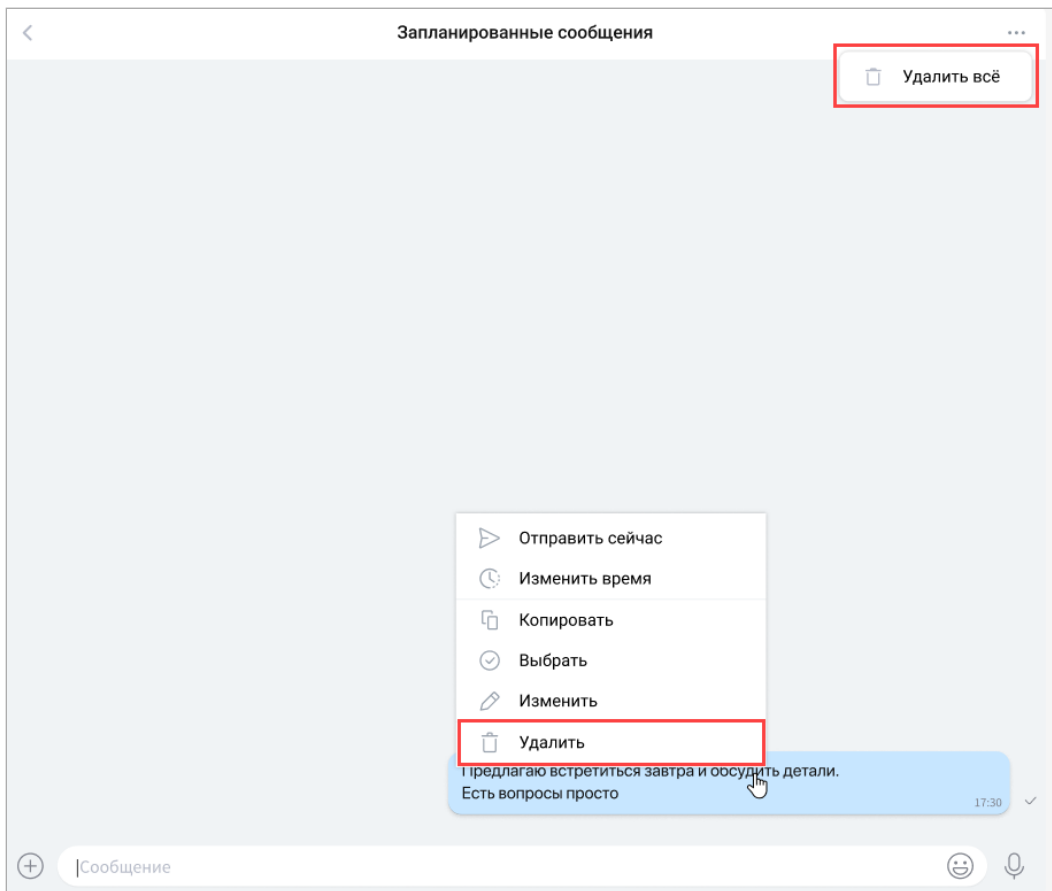 Запланированные сообщения
Удалить всё
Отправить сейчас
Изменить время
Копировать
Выбрать
Изменить
Удалить
Предлагаю встретиться завтра и обсудить детали.
Есть вопросы просто
17:30
Сообщение